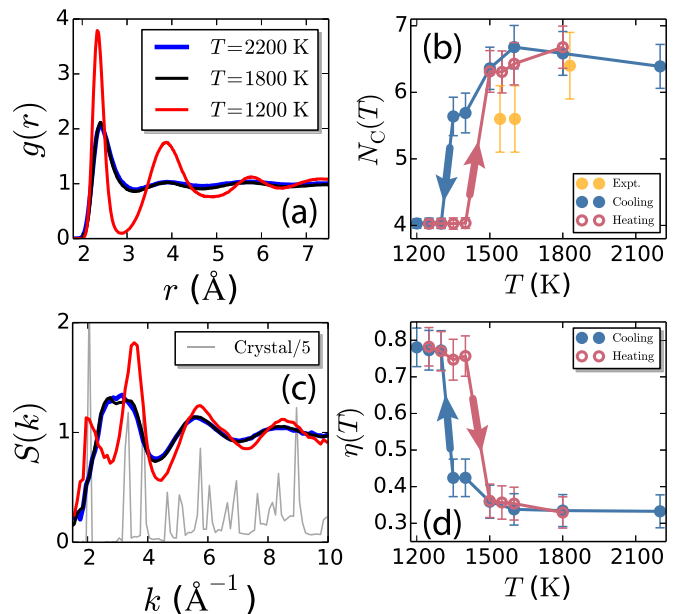 4
3
2
1
0
g(r)
T=2200 K
T=1800 K
T=1200 K
(a)
2 3 4 5 6 7
r (Å)
7
6
5
4
N_C(T)
(b)
Expt.
Cooling
Heating
1200 1500 1800 2100
T (K)
2
1
0
S(k)
Crystal/5
(c)
2 4 6 8 10
k (Å⁻¹)
0.8
0.7
0.6
0.5
0.4
0.3
η(T)
Cooling
Heating
(d)
1200 1500 1800 2100
T (K)